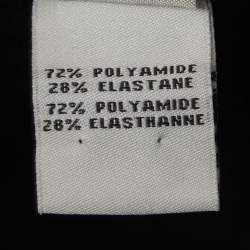 72% POLYAMIDE
28% ELASTANE
72% POLYAMIDE
28% ELASTHANNE